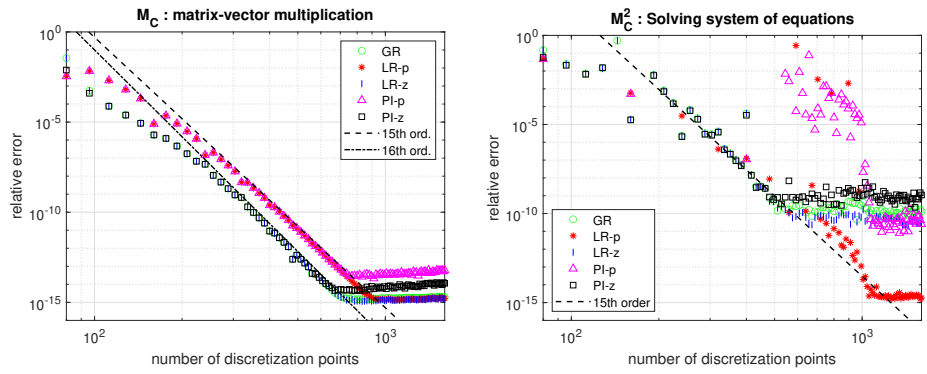 M_C : matrix-vector multiplication
10^0
10^-5
10^-10
10^-15
relative error
GR
LR-p
LR-z
PI-p
PI-z
15th ord.
16th ord.
10^2
10^3
number of discretization points
M_C^2 : Solving system of equations
10^0
10^-5
10^-10
10^-15
relative error
GR
LR-p
LR-z
PI-p
PI-z
15th order
10^2
10^3
number of discretization points